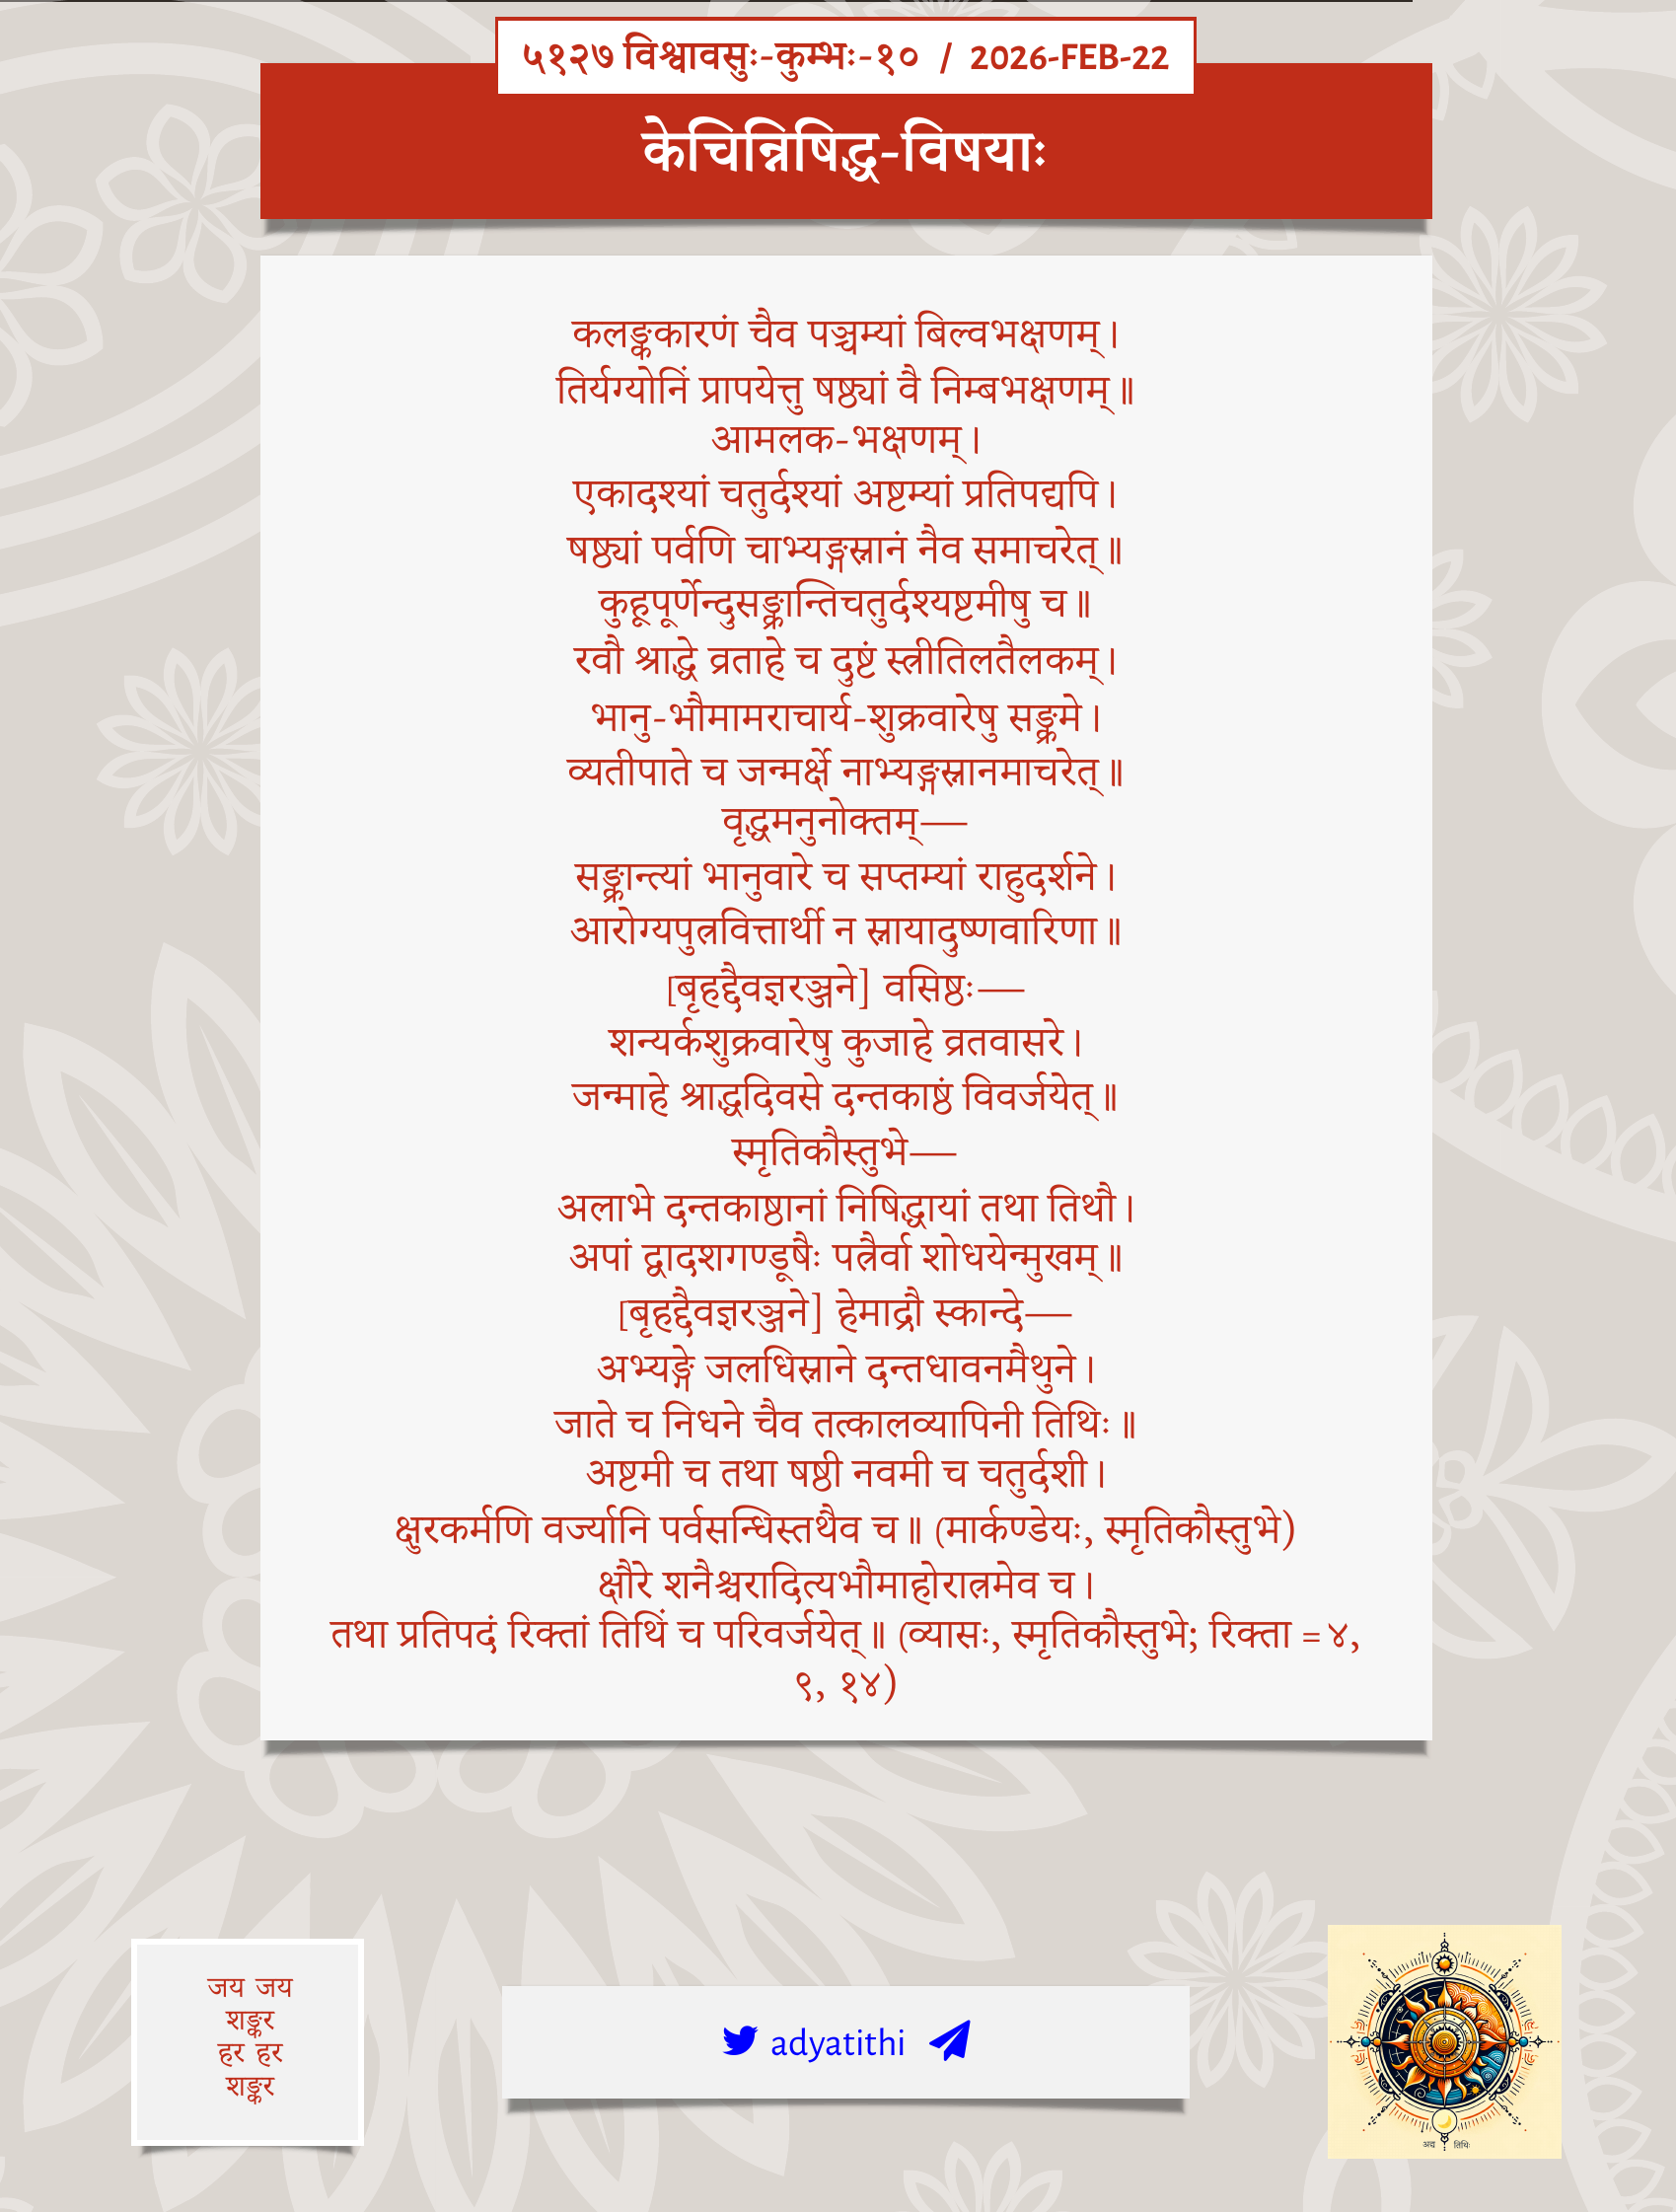 ५१२७ विश्वावसुः-कुम्भः-१० / 2026-FEB-22
केचिन्निषिद्ध-विषयाः
कलङ्ककारणं चैव पञ्चम्यां बिल्वभक्षणम्।
तिर्यग्योनिं प्रापयेत्तु षष्ठ्यां वै निम्बभक्षणम्॥
आमलक-भक्षणम्।
एकादश्यां चतुर्दश्यां अष्टम्यां प्रतिपद्यपि।
षष्ठ्यां पर्वणि चाभ्यङ्गस्नानं नैव समाचरेत्॥
कुहूपूर्णेन्दुसङ्क्रान्तिचतुर्दश्यष्टमीषु च॥
रवौ श्राद्धे व्रताहे च दुष्टं स्त्रीतिलतैलकम्।
भानु-भौमामराचार्य-शुक्रवारेषु सङ्क्रमे।
व्यतीपाते च जन्मर्क्षे नाभ्यङ्गस्नानमाचरेत्॥
वृद्धमनुनोक्तम्—
सङ्क्रान्त्यां भानुवारे च सप्तम्यां राहुदर्शने।
आरोग्यपुत्रवित्तार्थी न स्नायादुष्णवारिणा॥
[बृहद्दैवज्ञरञ्जने] वसिष्ठः—
शन्यर्कशुक्रवारेषु कुजाहे व्रतवासरे।
जन्माहे श्राद्धदिवसे दन्तकाष्ठं विवर्जयेत्॥
स्मृतिकौस्तुभे—
अलाभे दन्तकाष्ठानां निषिद्धायां तथा तिथौ।
अपां द्वादशगण्डूषैः पत्रैर्वा शोधयेन्मुखम्॥
[बृहद्दैवज्ञरञ्जने] हेमाद्रौ स्कान्दे—
अभ्यङ्गे जलधिस्नाने दन्तधावनमैथुने।
जाते च निधने चैव तत्कालव्यापिनी तिथिः॥
अष्टमी च तथा षष्ठी नवमी च चतुर्दशी।
क्षुरकर्मणि वर्ज्यानि पर्वसन्धिस्तथैव च॥ (मार्कण्डेयः, स्मृतिकौस्तुभे)
क्षौरे शनैश्चरादित्यभौमाहोरात्रमेव च।
तथा प्रतिपदं रिक्तां तिथिं च परिवर्जयेत्॥ (व्यासः, स्मृतिकौस्तुभे; रिक्ता = ४,
९, १४)
जय जय
शङ्कर
हर हर
शङ्कर
adyatithi
अद्य तिथिः